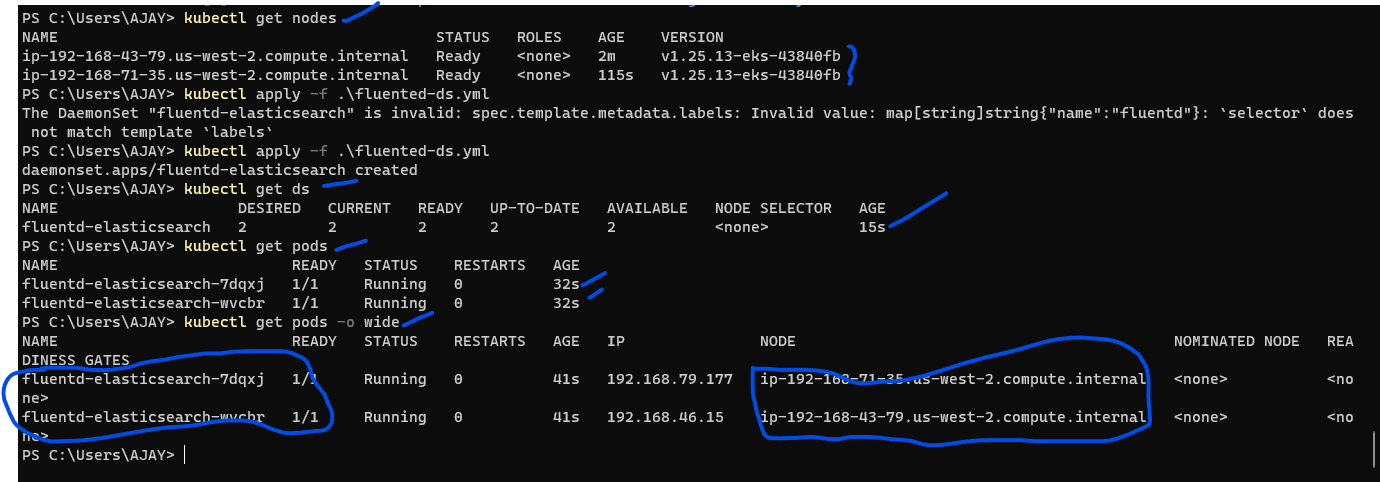 PS C:\Users\AJAY> kubectl get nodes
NAME STATUS ROLES AGE VERSION
ip-192-168-43-79.us-west-2.compute.internal Ready <none> 2m v1.25.13-eks-43840fb
ip-192-168-71-35.us-west-2.compute.internal Ready <none> 115s v1.25.13-eks-43840fb
PS C:\Users\AJAY> kubectl apply -f .\fluented-ds.yml
The DaemonSet "fluentd-elasticsearch" is invalid: spec.template.metadata.labels: Invalid value: map[string]string{"name":"fluentd"}: `selector` does
not match template `labels`
PS C:\Users\AJAY> kubectl apply -f .\fluented-ds.yml
daemonset.apps/fluentd-elasticsearch created
PS C:\Users\AJAY> kubectl get ds
NAME DESIRED CURRENT READY UP-TO-DATE AVAILABLE NODE SELECTOR AGE
fluentd-elasticsearch 2 2 2 2 2 <none> 15s
PS C:\Users\AJAY> kubectl get pods
NAME READY STATUS RESTARTS AGE
fluentd-elasticsearch-7dqxj 1/1 Running 0 32s
fluentd-elasticsearch-wvcbr 1/1 Running 0 32s
PS C:\Users\AJAY> kubectl get pods -o wide
NAME READY STATUS RESTARTS AGE IP NODE NOMINATED NODE REA
DINESS GATES
fluentd-elasticsearch-7dqxj 1/1 Running 0 41s 192.168.79.177 ip-192-168-71-35.us-west-2.compute.internal <none> <no
ne>
fluentd-elasticsearch-wvcbr 1/1 Running 0 41s 192.168.46.15 ip-192-168-43-79.us-west-2.compute.internal <none> <no
ne>
PS C:\Users\AJAY>